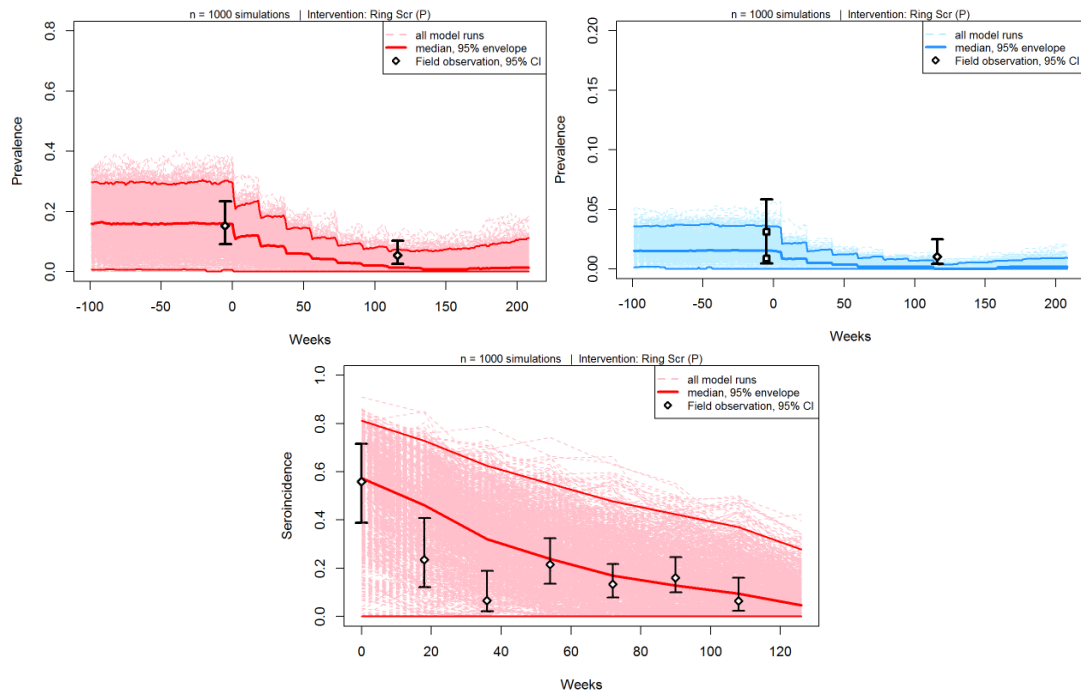 n = 1000 simulations | Intervention: Ring Scr (P)
all model runs
median, 95% envelope
Field observation, 95% CI
Prevalence
0.8
0.6
0.4
0.2
0.0
-100 -50 0 50 100 150 200
Weeks
n = 1000 simulations | Intervention: Ring Scr (P)
all model runs
median, 95% envelope
Field observation, 95% CI
Prevalence
0.20
0.15
0.10
0.05
0.00
-100 -50 0 50 100 150 200
Weeks
n = 1000 simulations | Intervention: Ring Scr (P)
all model runs
median, 95% envelope
Field observation, 95% CI
Seroincidence
1.0
0.8
0.6
0.4
0.2
0.0
0 20 40 60 80 100 120
Weeks